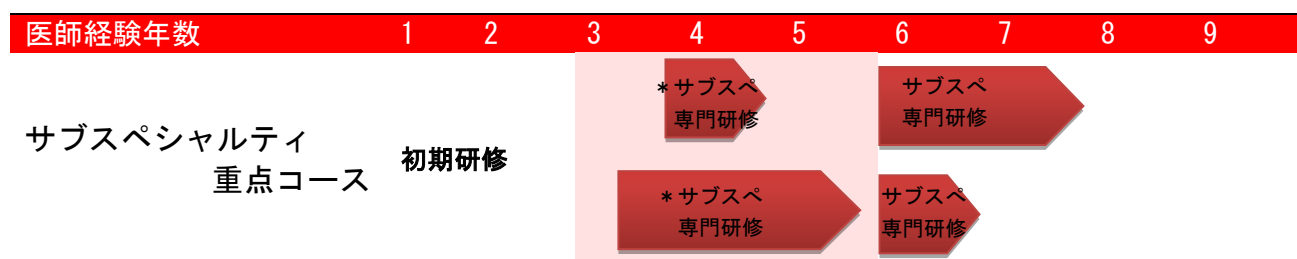 医師経験年数 1 2 3 4 5 6 7 8 9
サブスペシャルティ
重点コース
初期研修
*サブスペ
専門研修
サブスペ
専門研修
*サブスペ
専門研修
サブスペ
専門研修